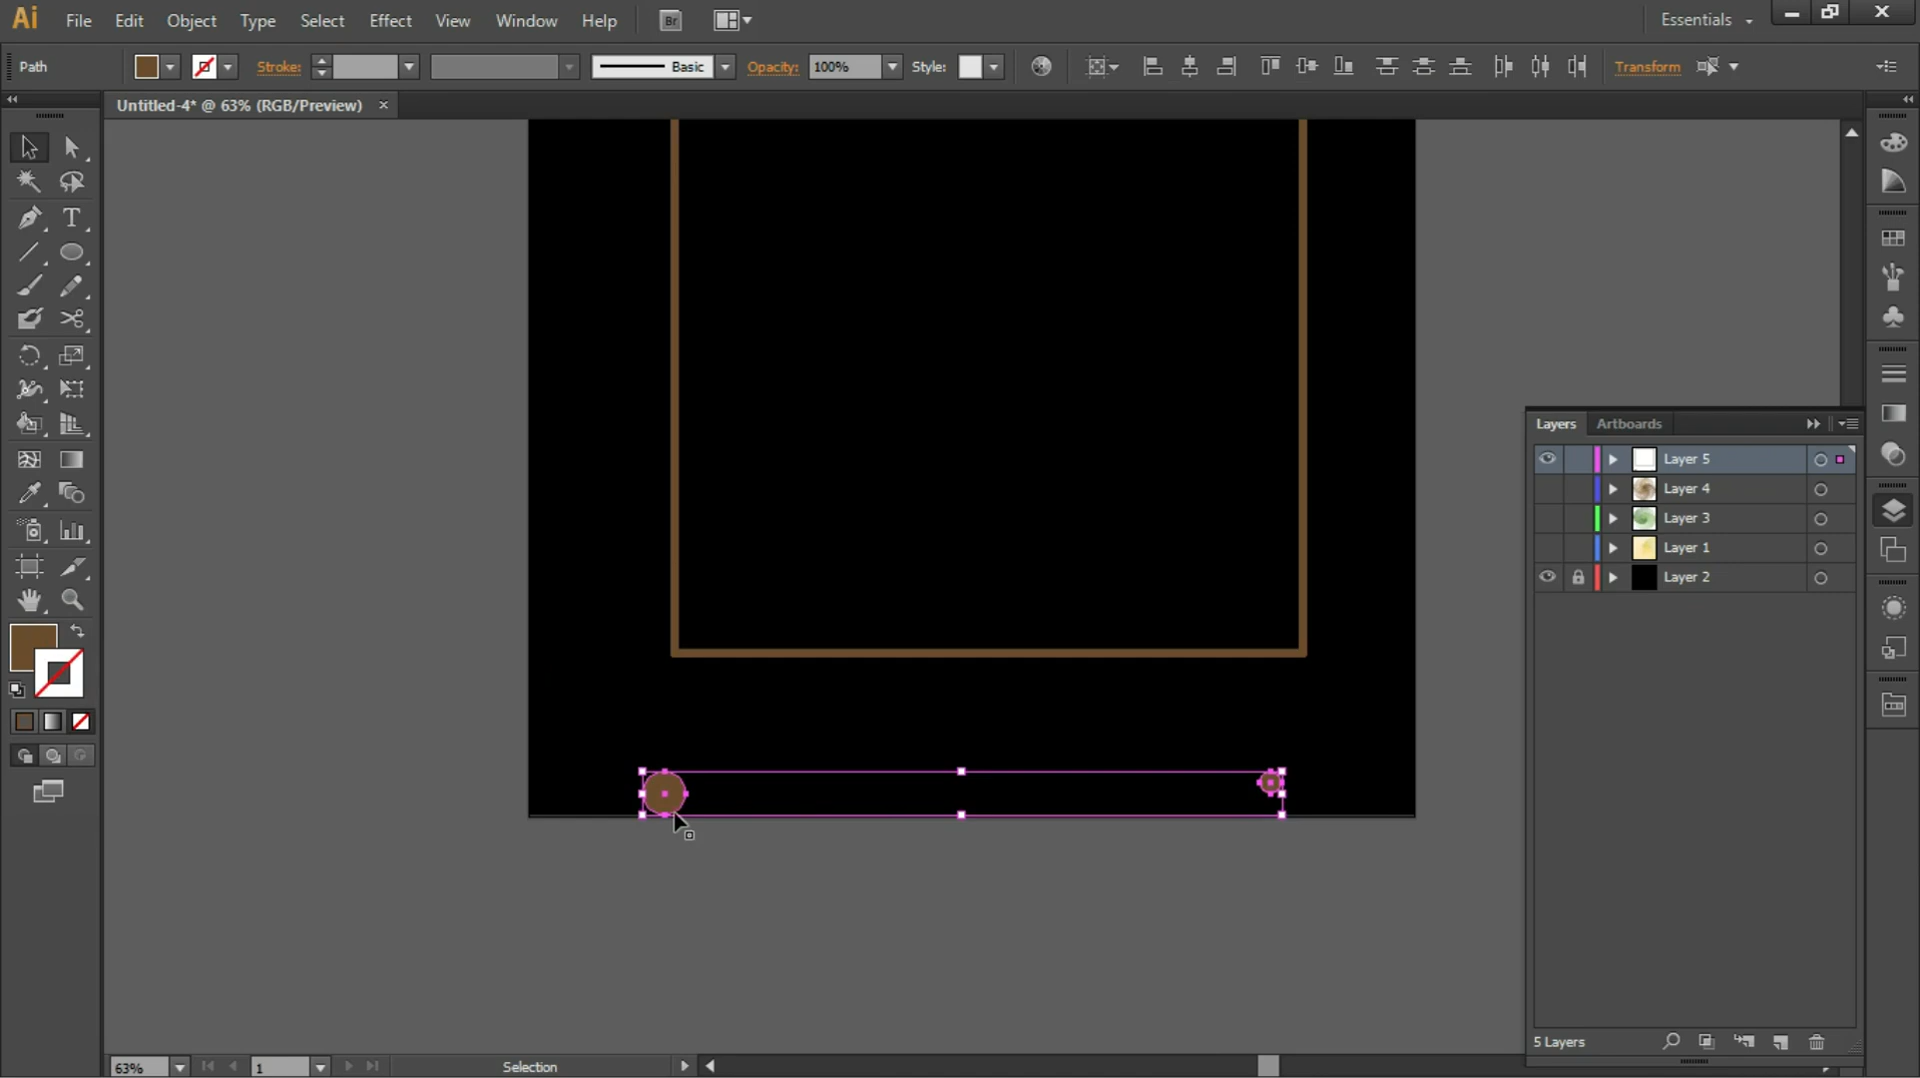 Ai File Edit Object Type Select Effect View Window Help Br Essentials
Path Stroke: Basic Opacity: 100% Style: Transform
Untitled-4* @ 63% (RGB/Preview)
T
Layers Artboards
Layer 5
Layer 4
Layer 3
Layer 1
Layer 2
5 Layers
63% 1 Selection